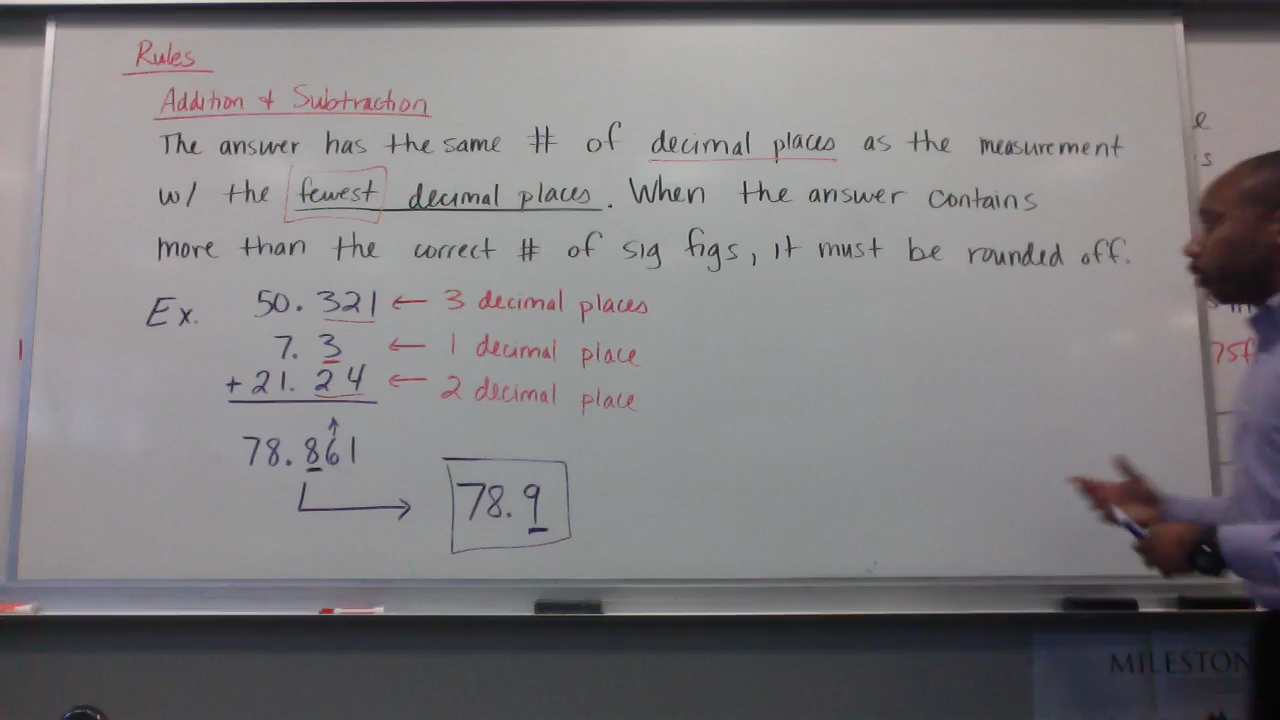 Rules
Addition & Subtraction
The answer has the same # of decimal places as the measurement
w/ the fewest decimal places. When the answer contains
more than the correct # of sig figs, it must be rounded off.
Ex. 50.321 ← 3 decimal places
7.3 ← 1 decimal place
+ 21.24 ← 2 decimal place
↑
78.861
78.9
e
s
75f
MILESTON